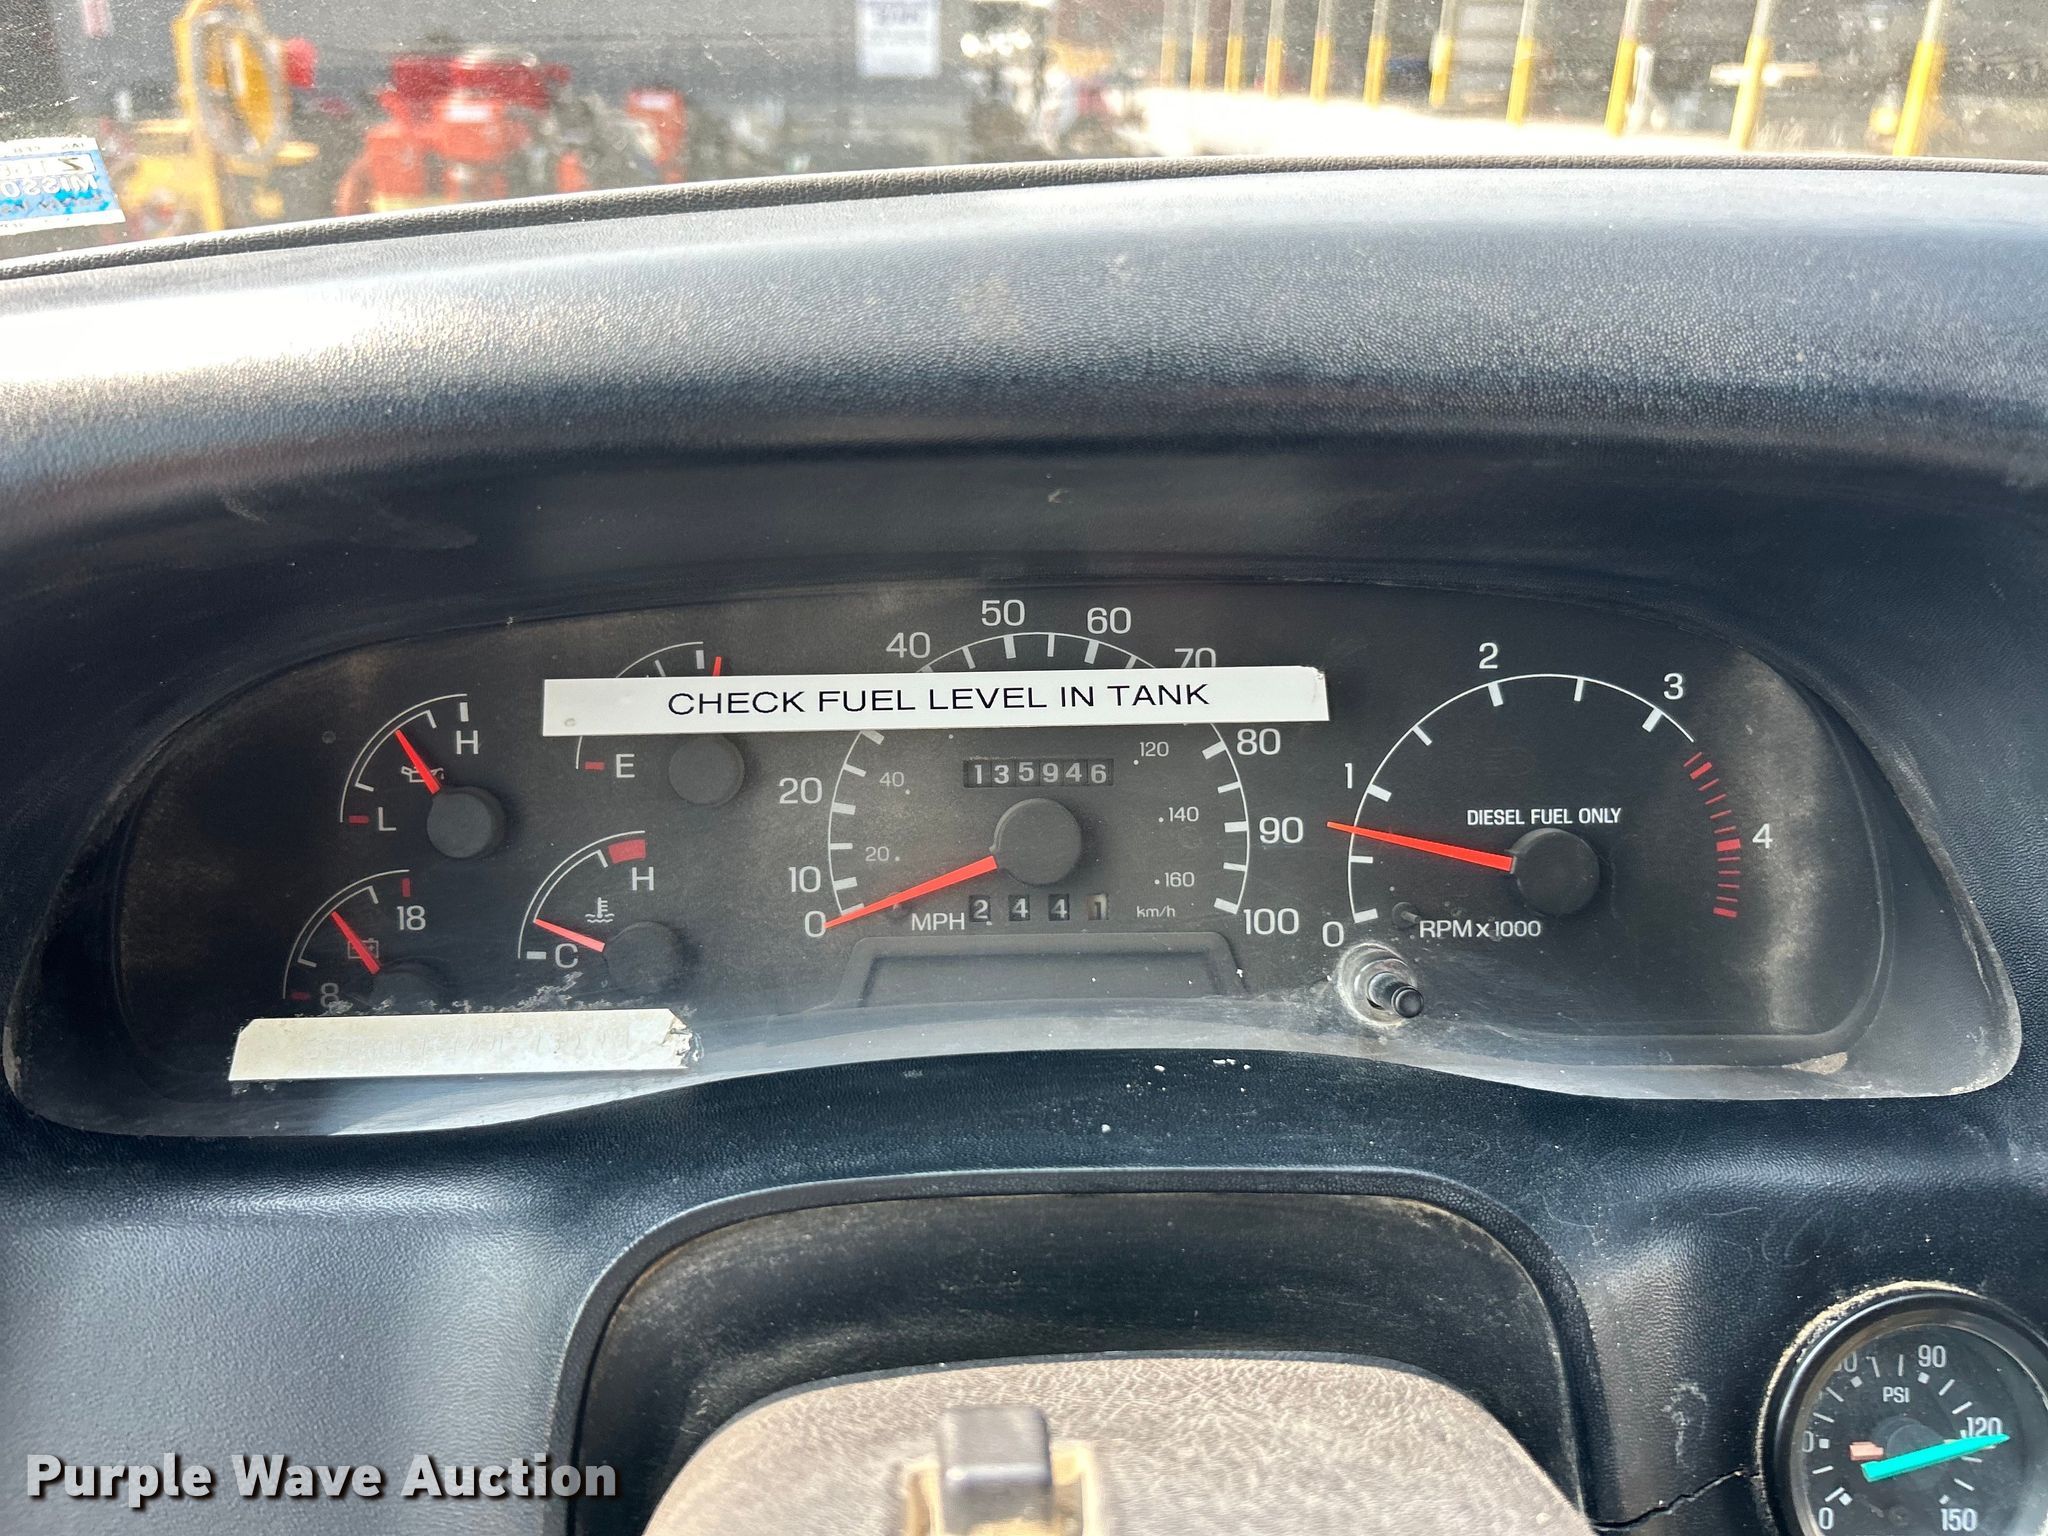 50
60
40
70
2
3
CHECK FUEL LEVEL IN TANK
H
E
80
120
1
135946
20
40
140
DIESEL FUEL ONLY
L
90
4
20
10
H
160
18
2441
km/h
100
0
MPH
0
RPM x 1000
C
8
90
PSI
120
0
150
Purple Wave Auction